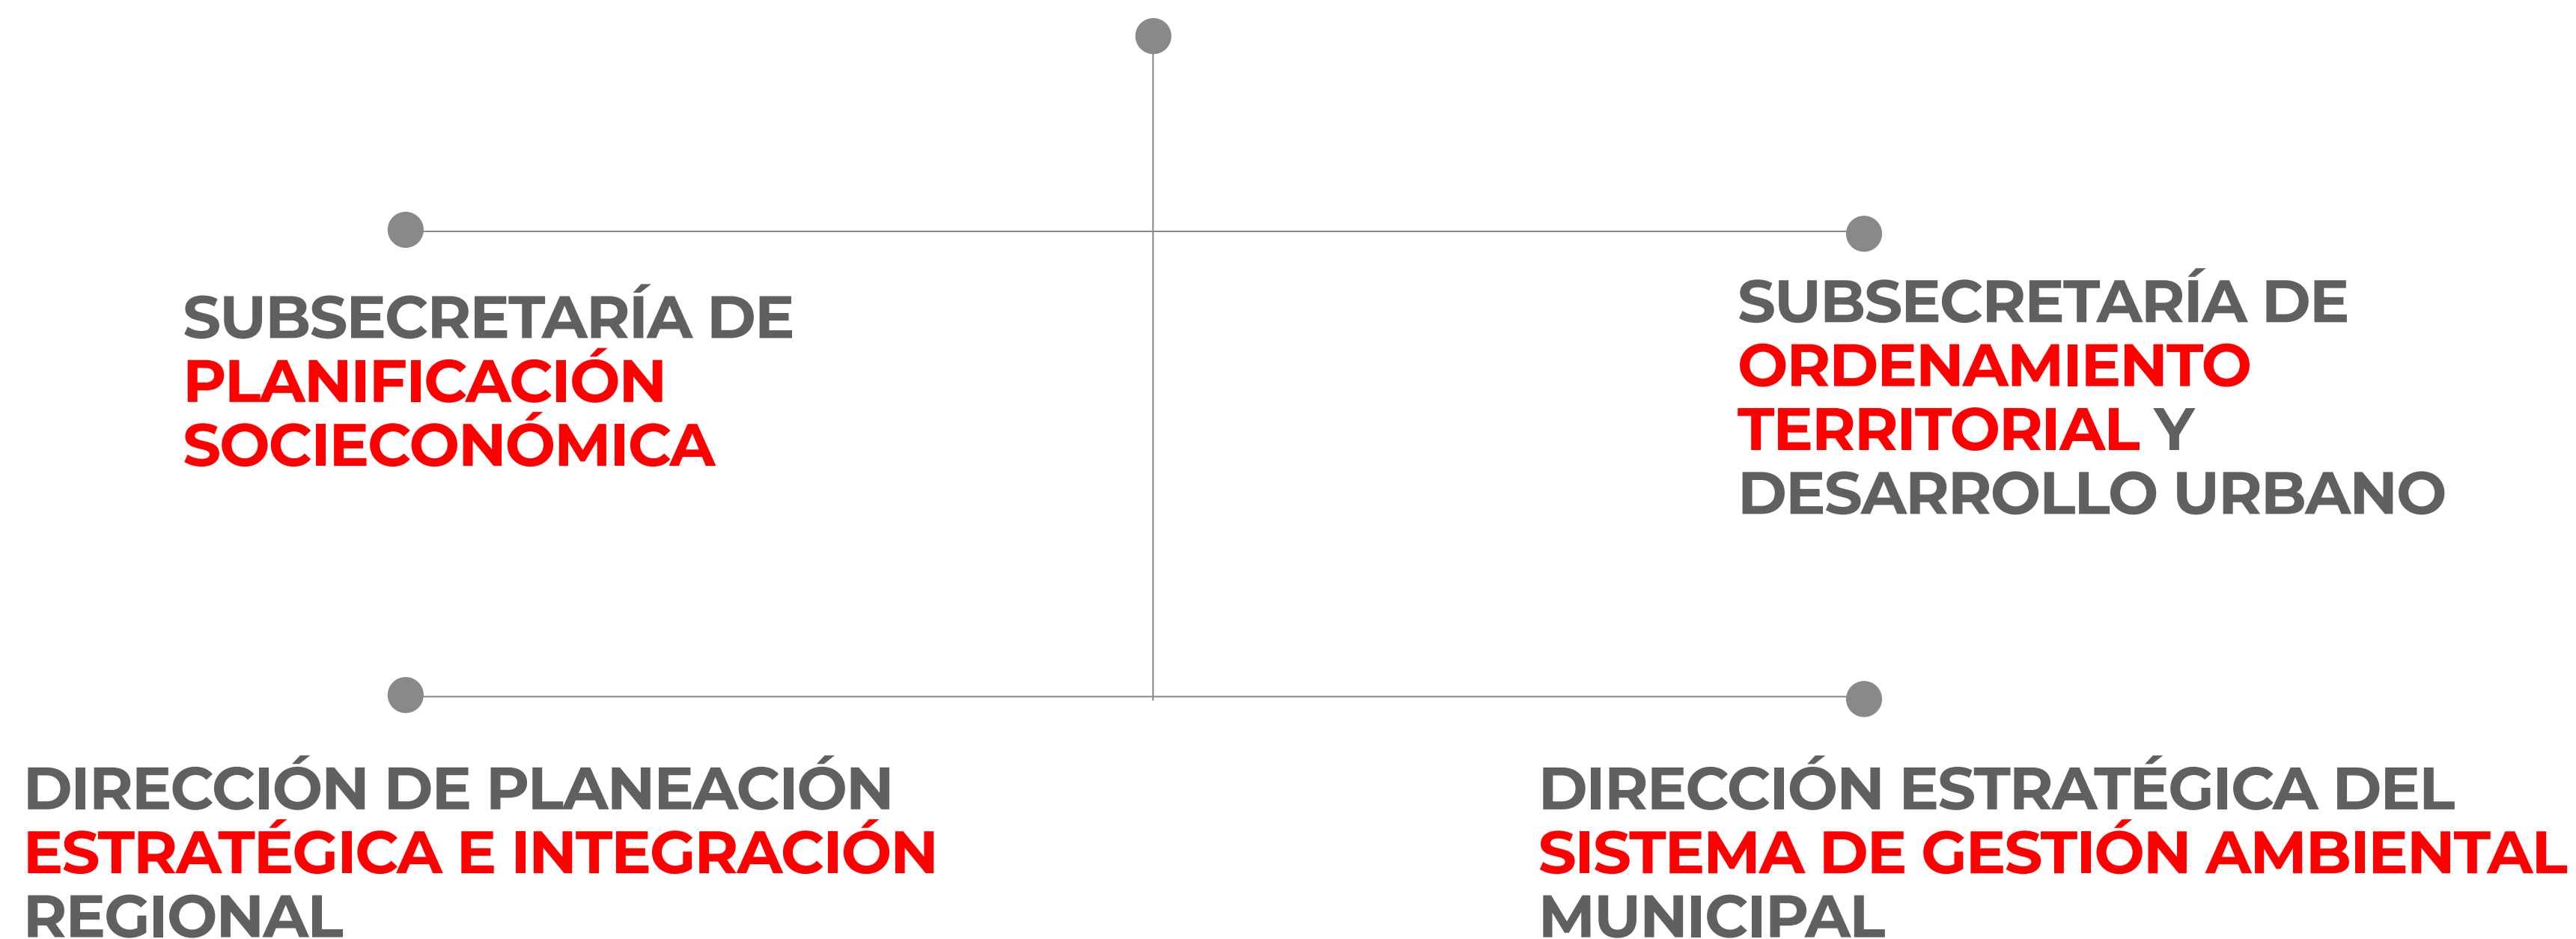 SUBSECRETARÍA DE
PLANIFICACIÓN
SOCIECONÓMICA
SUBSECRETARÍA DE
ORDENAMIENTO
TERRITORIAL Y
DESARROLLO URBANO
DIRECCIÓN DE PLANEACIÓN
ESTRATÉGICA E INTEGRACIÓN
REGIONAL
DIRECCIÓN ESTRATÉGICA DEL
SISTEMA DE GESTIÓN AMBIENTAL
MUNICIPAL